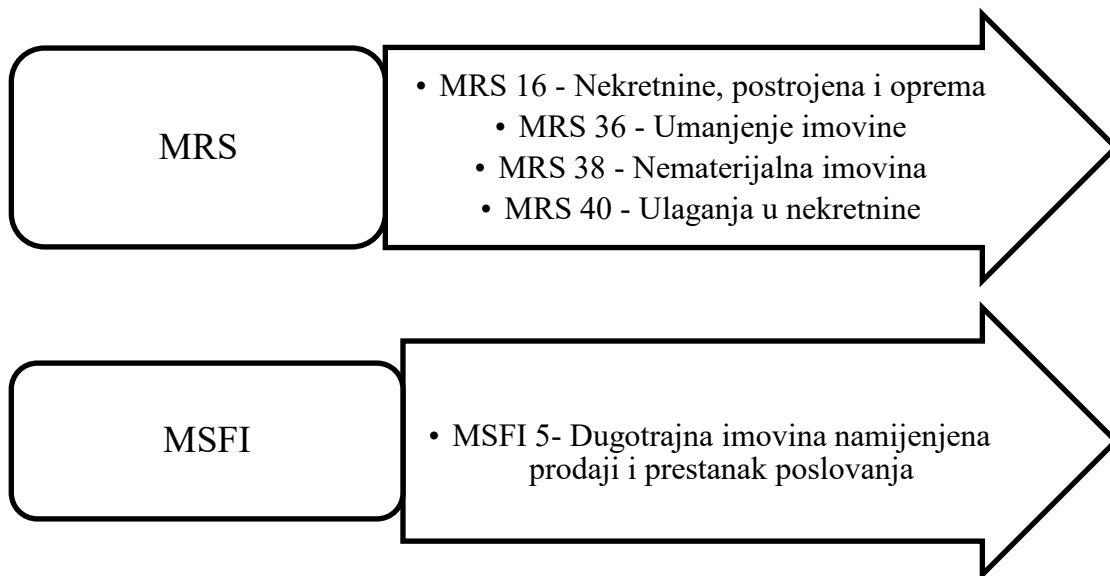 MRS
• MRS 16 - Nekretnine, postrojena i oprema
• MRS 36 - Umanjenje imovine
• MRS 38 - Nematerijalna imovina
• MRS 40 - Ulaganja u nekretnine
MSFI
• MSFI 5- Dugotrajna imovina namijenjena
prodaji i prestanak poslovanja